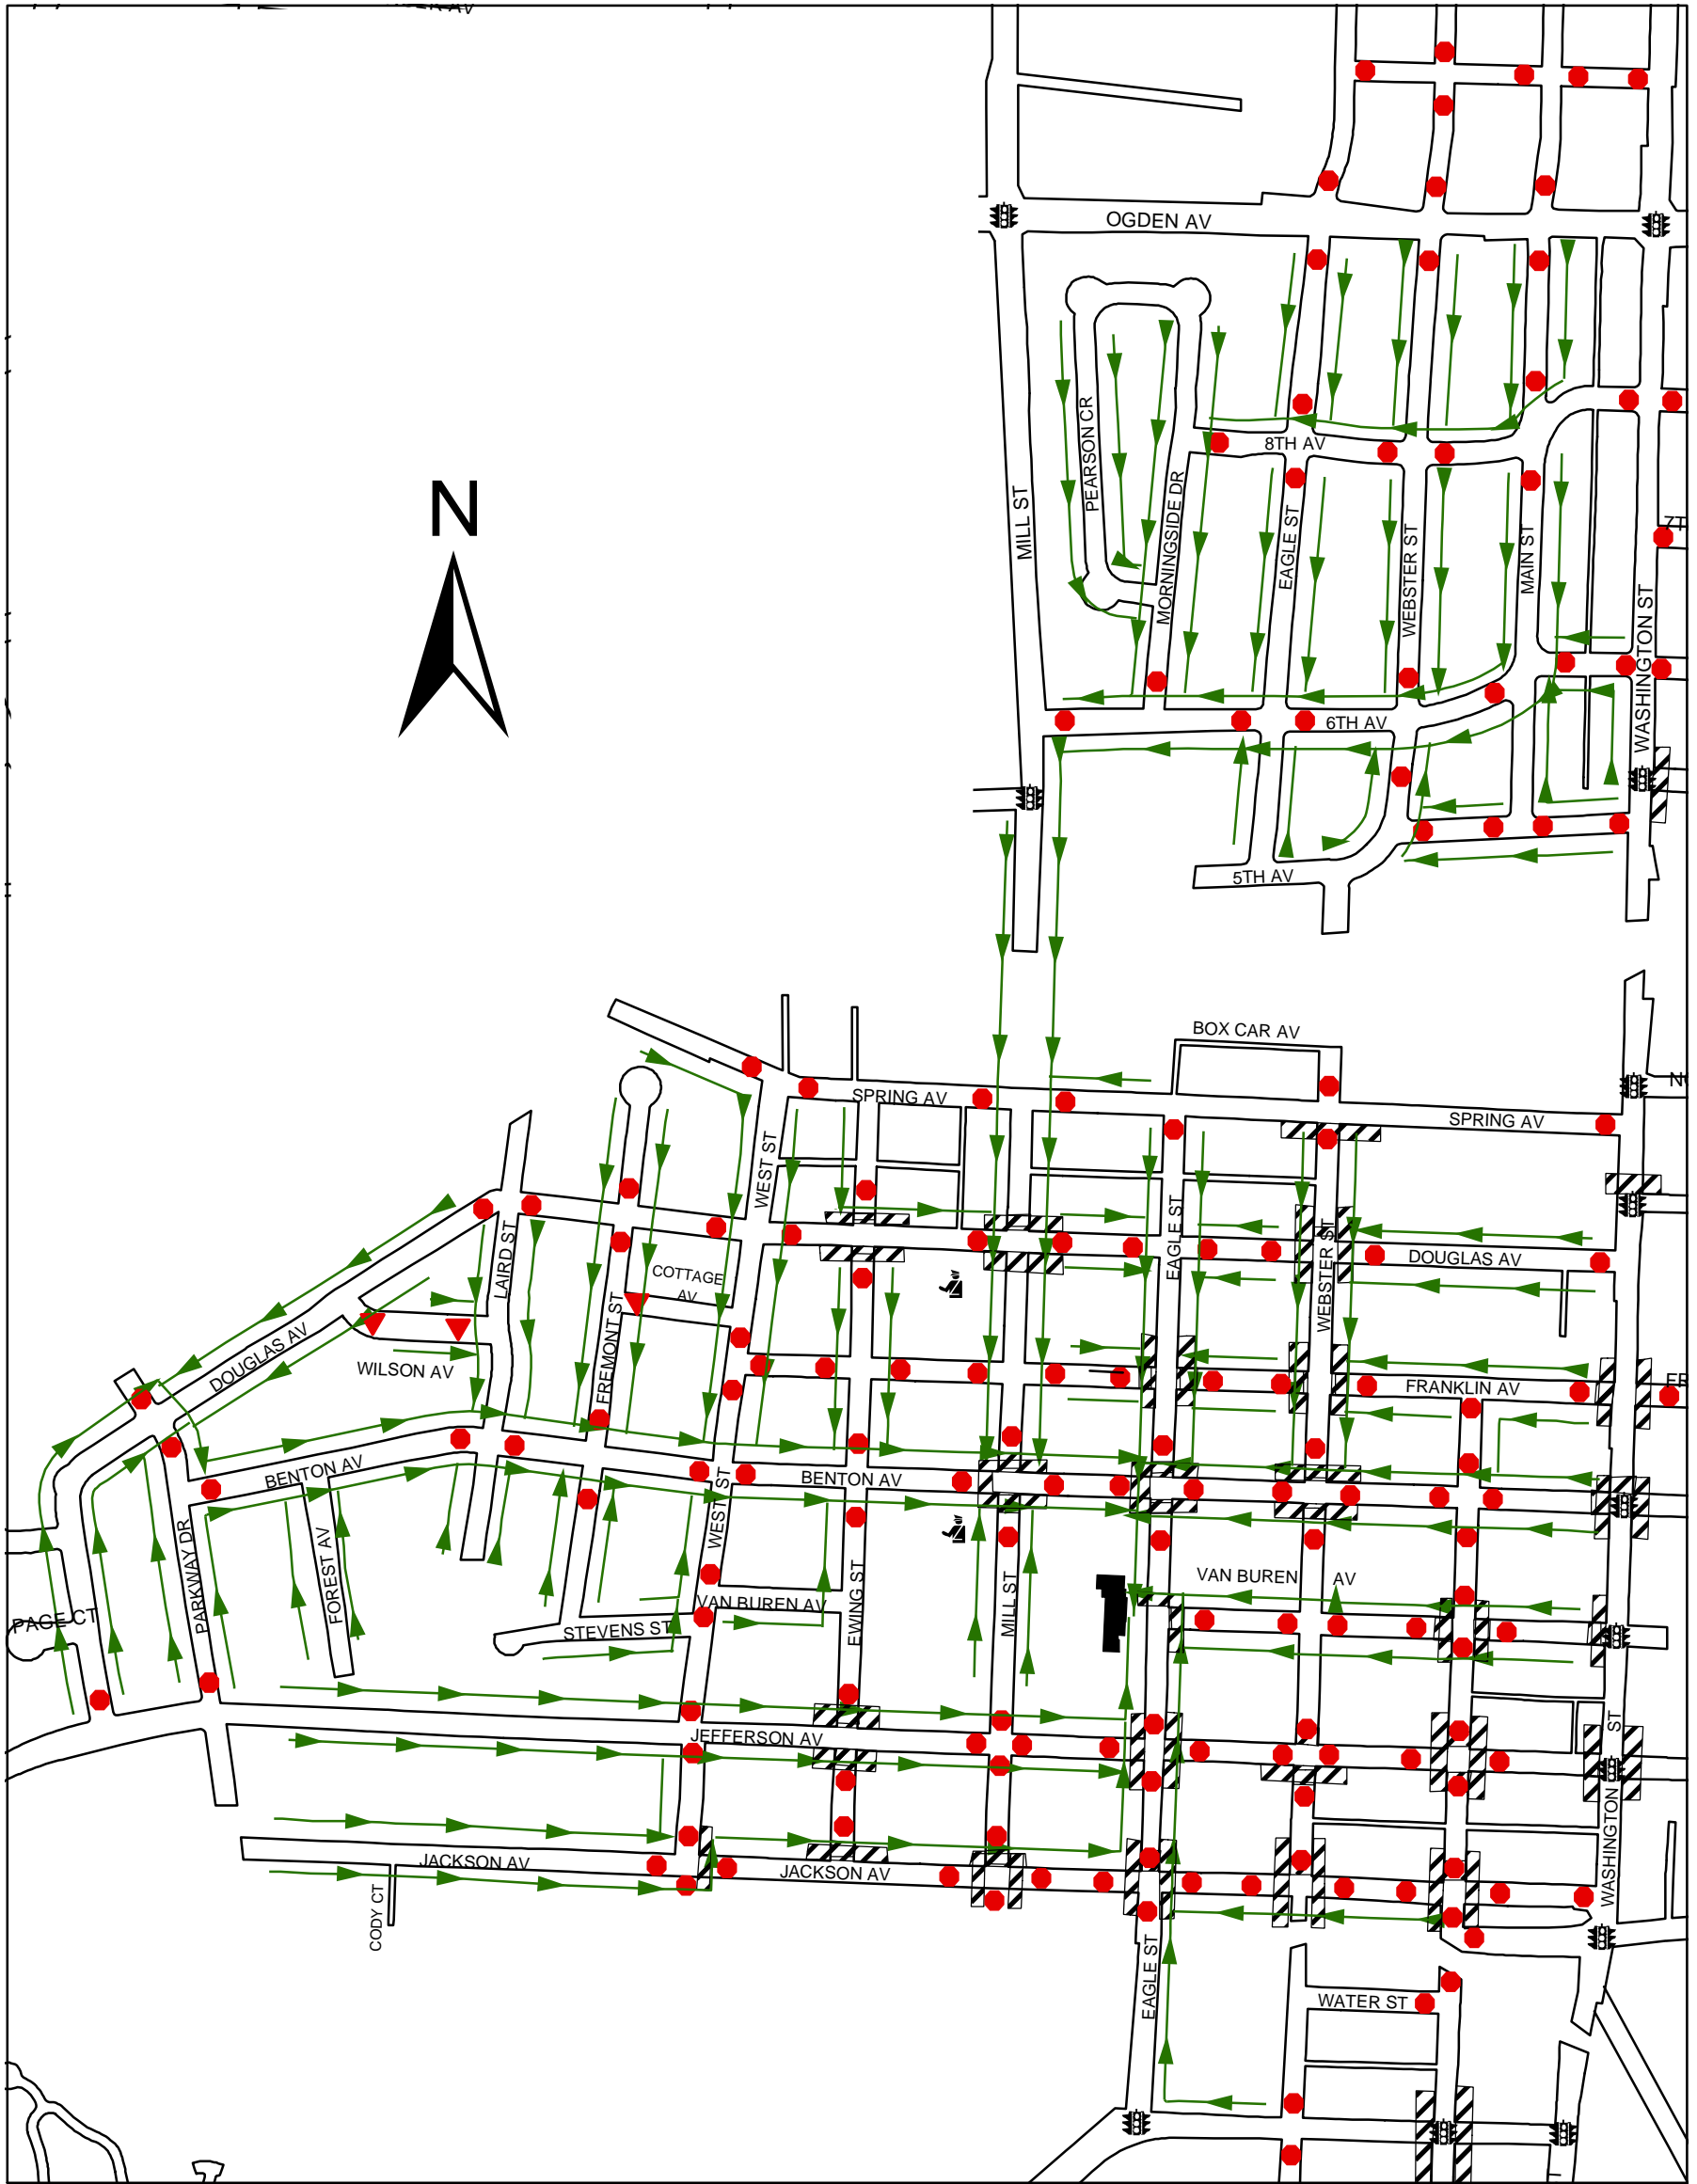 OGDEN AV
8TH AV
PEARSON CR
N
MILL ST
MORNINGSIDE DR
EAGLE ST
WEBSTER ST
MAIN ST
WASHINGTON ST
6TH AV
5TH AV
BOX CAR AV
SPRING AV
SPRING AV
WEST ST
EAGLE ST
LAIRD ST
WEBSTER ST
DOUGLAS AV
COTTAGE
AV
FREMONT ST
DOUGLAS AV
WILSON AV
FRANKLIN AV
BENTON AV
BENTON AV
WEST ST
VAN BUREN AV
PARKWAY DR
FOREST AV
PAGE CT
VAN BUREN AV
STEVENS ST
EWING ST
MILL ST
JEFFERSON AV
WASHINGTON ST
JACKSON AV
JACKSON AV
CODY CT
EAGLE ST
WATER ST